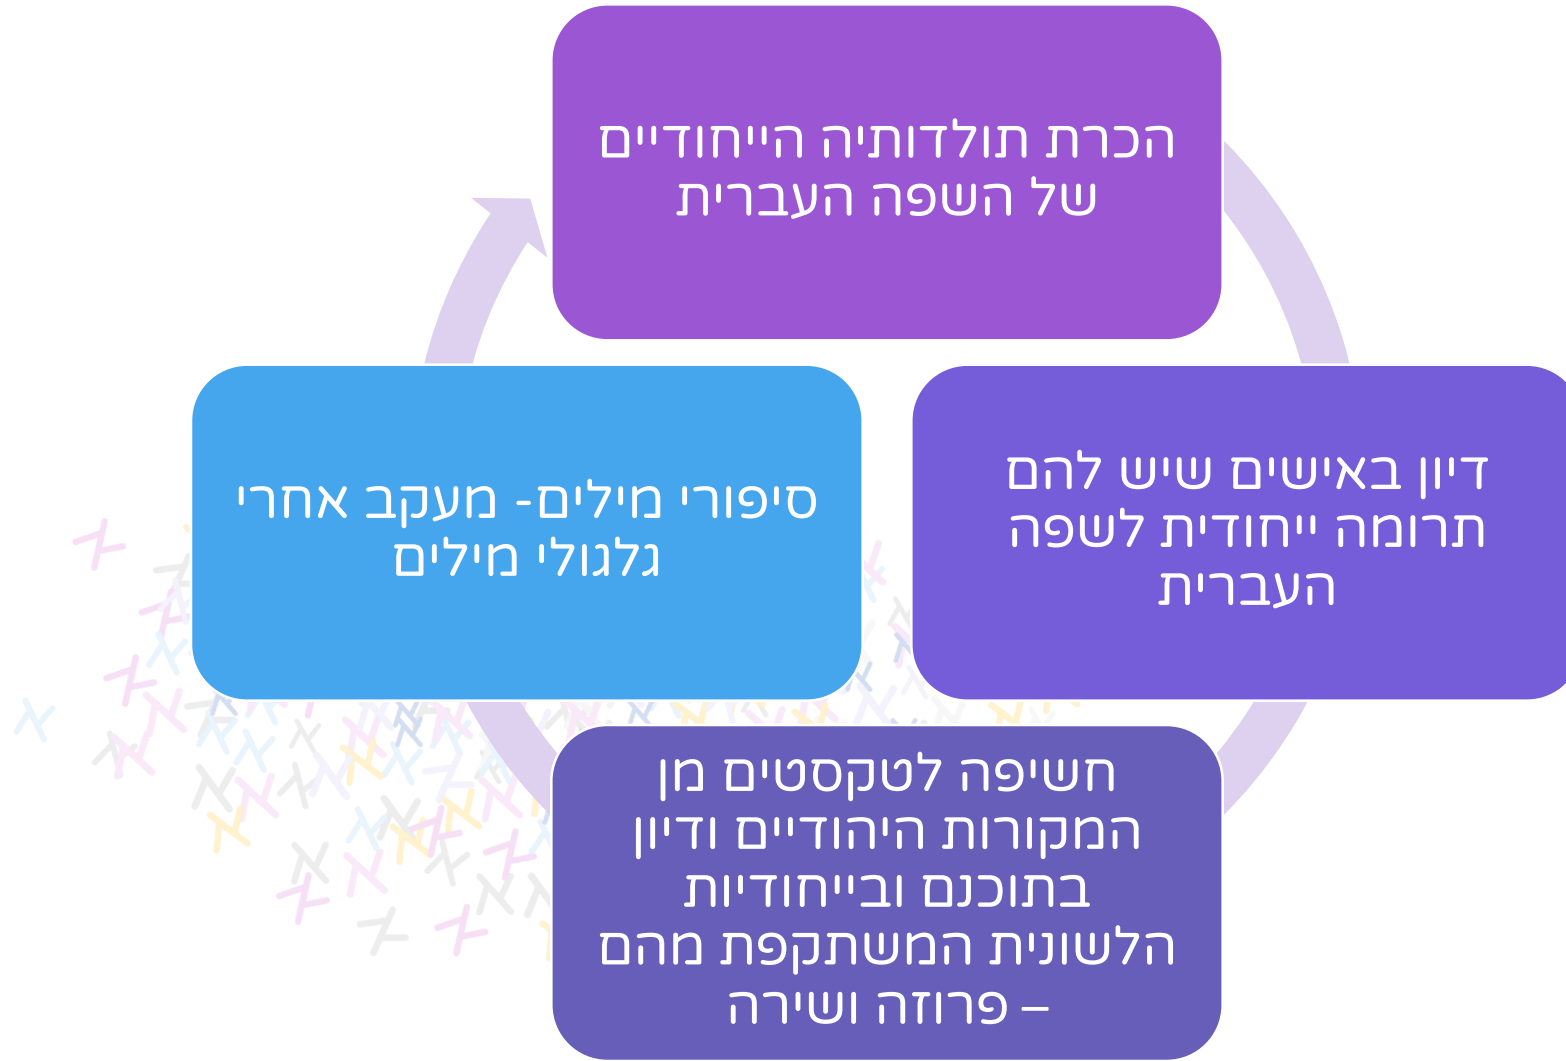 הכרת תולדותיה הייחודיים
של השפה העברית
דיון באישים שיש להם
תרומה ייחודית לשפה
העברית
חשיפה לטקסטים מן
המקורות היהודיים ודיון
בתוכנם ובייחודיות
הלשונית המשתקפת מהם
– פרוזה ושירה
סיפורי מילים- מעקב אחרי
גלגולי מילים